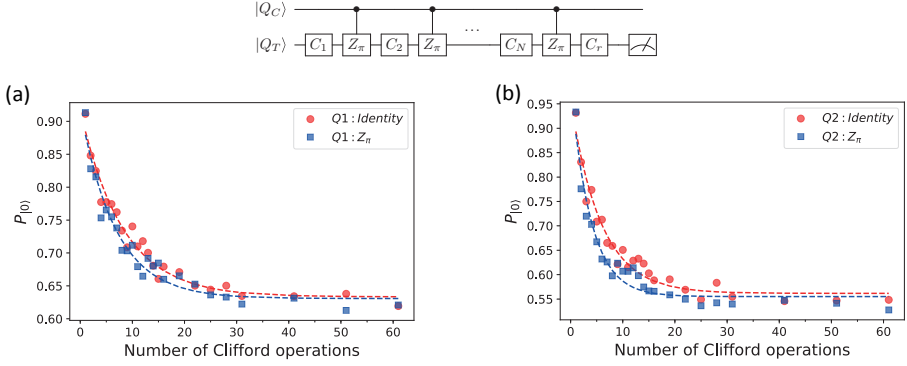 |Q_C⟩
|Q_T⟩ C_1 Z_π C_2 Z_π ... C_N Z_π C_r
(a)
P_|0⟩
0.90
0.85
0.80
0.75
0.70
0.65
0.60
Q1 : Identity
Q1 : Z_π
0 10 20 30 40 50 60
Number of Clifford operations
(b)
P_|0⟩
0.95
0.90
0.85
0.80
0.75
0.70
0.65
0.60
0.55
Q2 : Identity
Q2 : Z_π
0 10 20 30 40 50 60
Number of Clifford operations